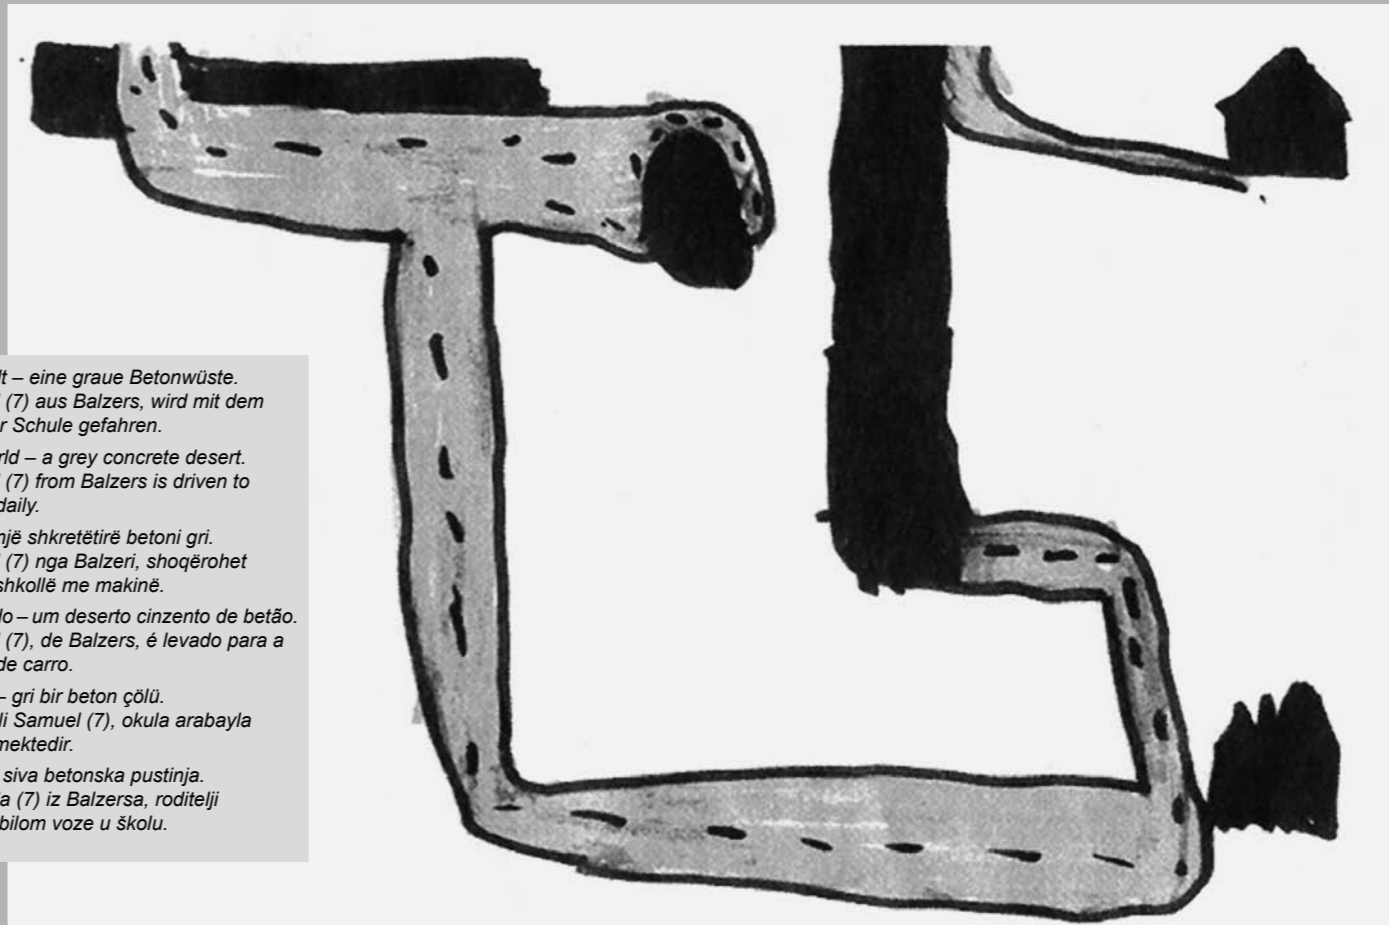 lt – eine graue Betonwüste.
(7) aus Balzers, wird mit dem
r Schule gefahren.
rld – a grey concrete desert.
(7) from Balzers is driven to
daily.
një shkretëtirë betoni gri.
(7) nga Balzeri, shoqërohet
shkollë me makinë.
lo – um deserto cinzento de betão.
(7), de Balzers, é levado para a
de carro.
– gri bir beton çölü.
li Samuel (7), okula arabayla
mektedir.
siva betonska pustinja.
a (7) iz Balzersa, roditelji
bilom voze u školu.